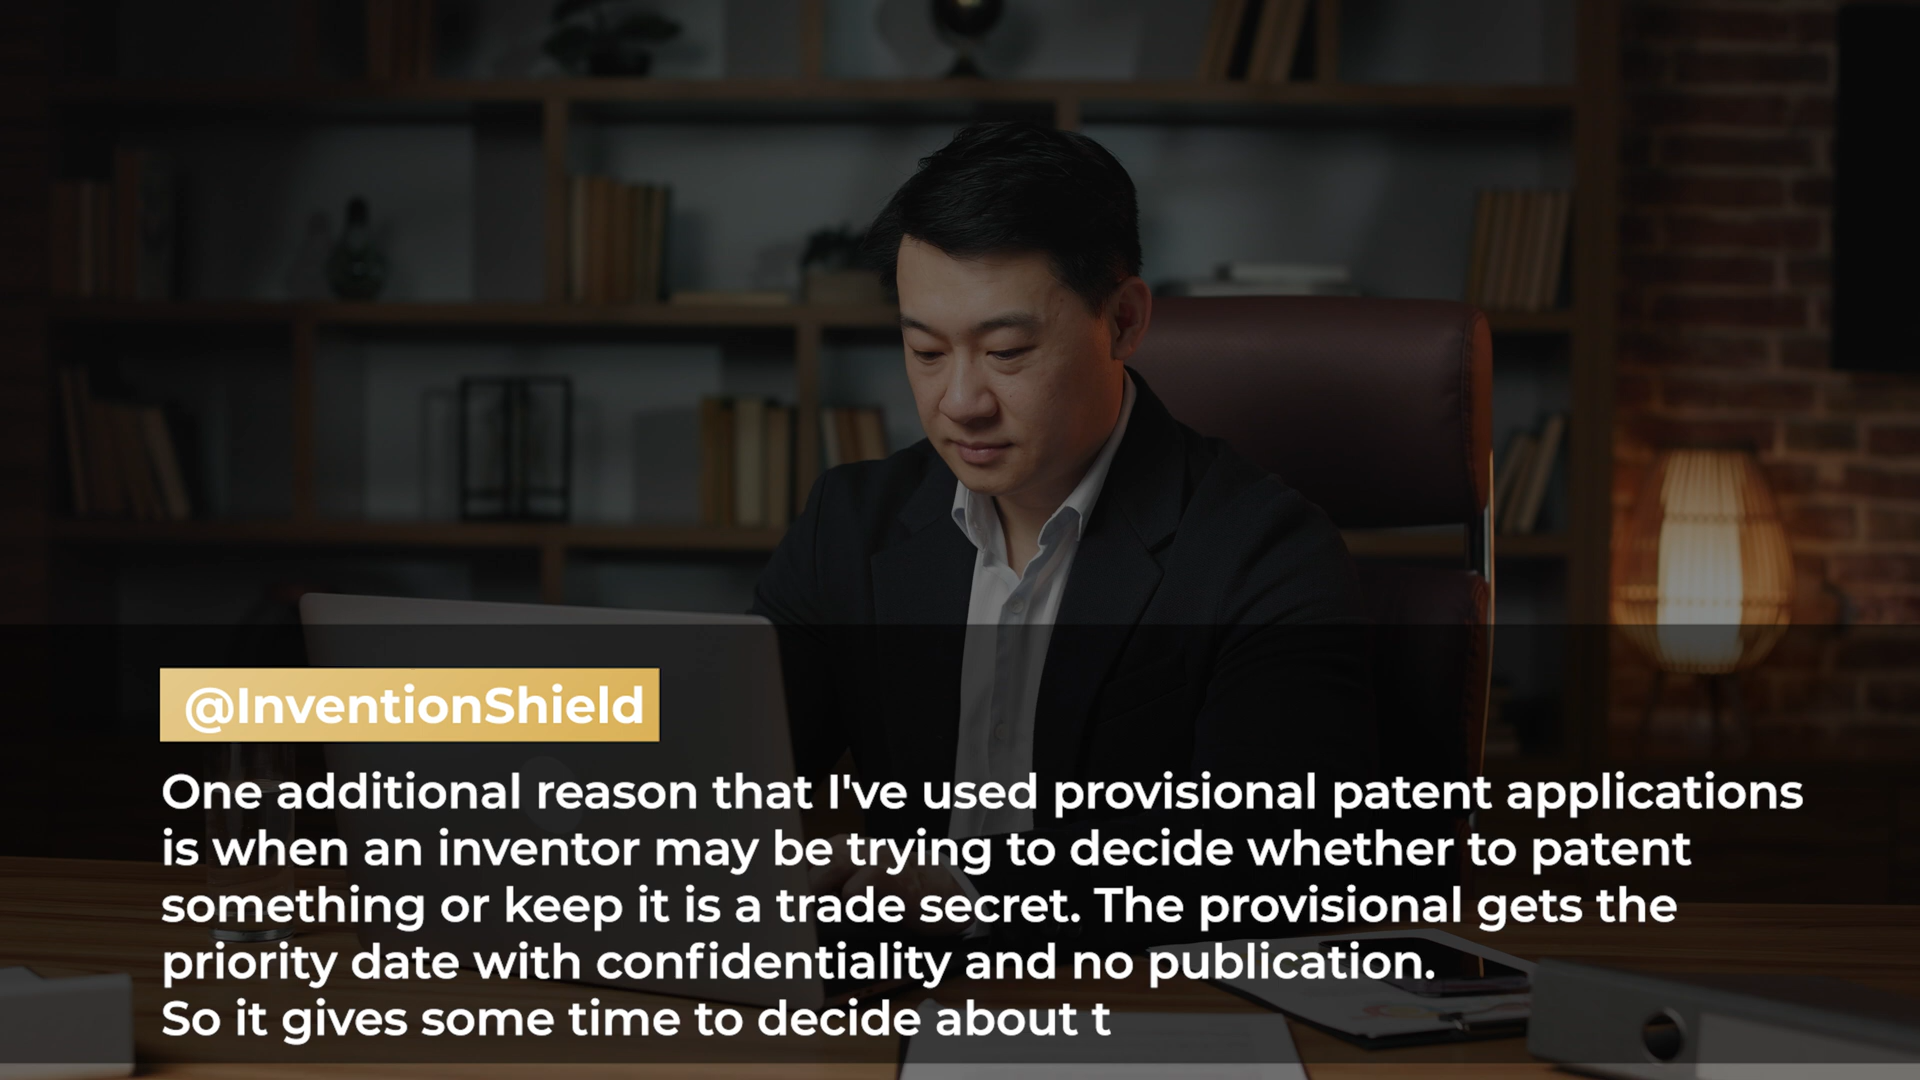 @InventionShield
One additional reason that I've used provisional patent applications
is when an inventor may be trying to decide whether to patent
something or keep it is a trade secret. The provisional gets the
priority date with confidentiality and no publication.
So it gives some time to decide about t